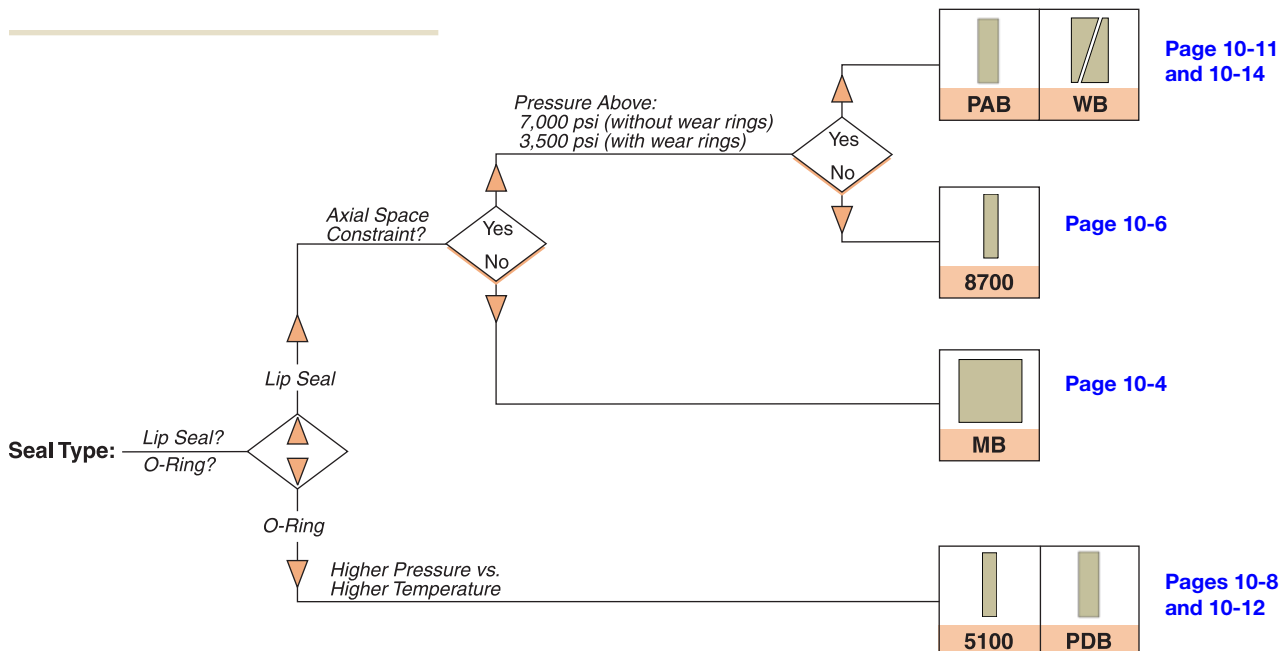 Page 10-11
and 10-14
PAB
WB
Pressure Above:
7,000 psi (without wear rings)
3,500 psi (with wear rings)
Yes
No
Page 10-6
8700
Axial Space
Constraint?
Yes
No
Page 10-4
MB
Lip Seal
Seal Type:
Lip Seal?
O-Ring?
O-Ring
Higher Pressure vs.
Higher Temperature
Pages 10-8
and 10-12
5100
PDB